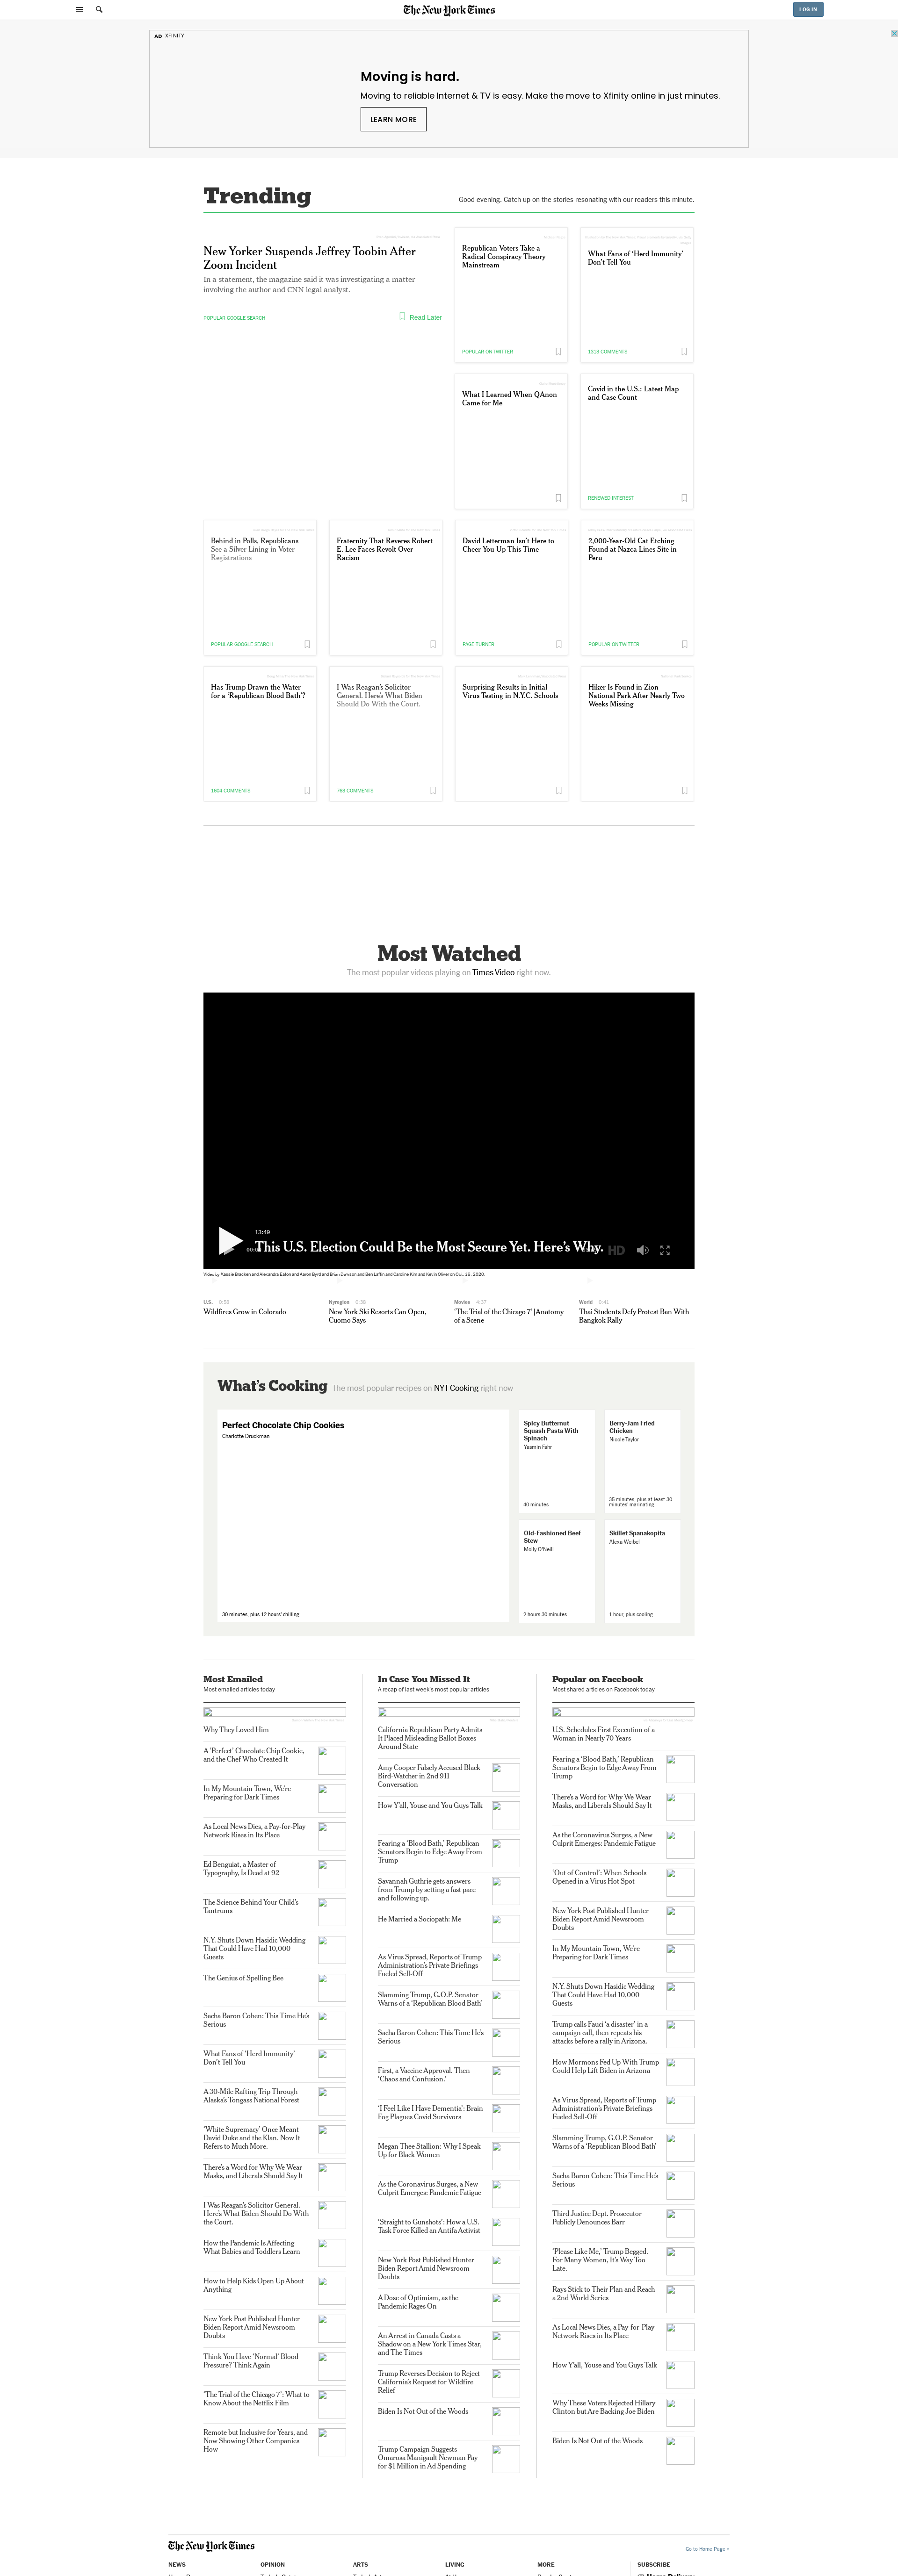 The New York Times
LOG IN
AD XFINITY
Moving is hard.
Moving to reliable Internet & TV is easy. Make the move to Xfinity online in just minutes.
LEARN MORE
Trending
Good evening. Catch up on the stories resonating with our readers this minute.
New Yorker Suspends Jeffrey Toobin After
Zoom Incident
In a statement, the magazine said it was investigating a matter
involving the author and CNN legal analyst.
POPULAR GOOGLE SEARCH
Read Later
Republican Voters Take a
Radical Conspiracy Theory
Mainstream
POPULAR ON TWITTER
What Fans of ‘Herd Immunity’
Don’t Tell You
1313 COMMENTS
What I Learned When QAnon
Came for Me
Covid in the U.S.: Latest Map
and Case Count
RENEWED INTEREST
Behind in Polls, Republicans
See a Silver Lining in Voter
Registrations
POPULAR GOOGLE SEARCH
Fraternity That Reveres Robert
E. Lee Faces Revolt Over
Racism
David Letterman Isn’t Here to
Cheer You Up This Time
PAGE-TURNER
2,000-Year-Old Cat Etching
Found at Nazca Lines Site in
Peru
POPULAR ON TWITTER
Has Trump Drawn the Water
for a ‘Republican Blood Bath’?
1604 COMMENTS
I Was Reagan’s Solicitor
General. Here’s What Biden
Should Do With the Court.
763 COMMENTS
Surprising Results in Initial
Virus Testing in N.Y.C. Schools
Hiker Is Found in Zion
National Park After Nearly Two
Weeks Missing
Most Watched
The most popular videos playing on Times Video right now.
13:49
This U.S. Election Could Be the Most Secure Yet. Here’s Why.
HD
U.S. 0:59
Wildfires Grow in Colorado
Nyregion 0:38
New York Ski Resorts Can Open,
Cuomo Says
Movies 4:37
‘The Trial of the Chicago 7’ | Anatomy
of a Scene
World 0:41
Thai Students Defy Protest Ban With
Bangkok Rally
What’s Cooking The most popular recipes on NYT Cooking right now
Perfect Chocolate Chip Cookies
Charlotte Druckman
30 minutes, plus 12 hours' chilling
Spicy Butternut
Squash Pasta With
Spinach
Yasmin Fahr
40 minutes
Berry-Jam Fried
Chicken
Nicole Taylor
35 minutes, plus at least 30
minutes' marinating
Old-Fashioned Beef
Stew
Molly O'Neill
2 hours 30 minutes
Skillet Spanakopita
Alexa Weibel
1 hour, plus cooling
Most Emailed
Most emailed articles today
Why They Loved Him
A ‘Perfect’ Chocolate Chip Cookie,
and the Chef Who Created It
In My Mountain Town, We’re
Preparing for Dark Times
As Local News Dies, a Pay-for-Play
Network Rises in Its Place
Ed Benguiat, a Master of
Typography, Is Dead at 92
The Science Behind Your Child’s
Tantrums
N.Y. Shuts Down Hasidic Wedding
That Could Have Had 10,000
Guests
The Genius of Spelling Bee
Sacha Baron Cohen: This Time He’s
Serious
What Fans of ‘Herd Immunity’
Don’t Tell You
A 30-Mile Rafting Trip Through
Alaska’s Tongass National Forest
‘White Supremacy’ Once Meant
David Duke and the Klan. Now It
Refers to Much More.
There’s a Word for Why We Wear
Masks, and Liberals Should Say It
I Was Reagan’s Solicitor General.
Here’s What Biden Should Do With
the Court.
How the Pandemic Is Affecting
What Babies and Toddlers Learn
How to Help Kids Open Up About
Anything
New York Post Published Hunter
Biden Report Amid Newsroom
Doubts
Think You Have ‘Normal’ Blood
Pressure? Think Again
‘The Trial of the Chicago 7’: What to
Know About the Netflix Film
Remote but Inclusive for Years, and
Now Showing Other Companies
How
In Case You Missed It
A recap of last week’s most popular articles
California Republican Party Admits
It Placed Misleading Ballot Boxes
Around State
Amy Cooper Falsely Accused Black
Bird-Watcher in 2nd 911
Conversation
How Y’all, Youse and You Guys Talk
Fearing a ‘Blood Bath,’ Republican
Senators Begin to Edge Away From
Trump
Savannah Guthrie gets answers
from Trump by setting a fast pace
and following up.
He Married a Sociopath: Me
As Virus Spread, Reports of Trump
Administration’s Private Briefings
Fueled Sell-Off
Slamming Trump, G.O.P. Senator
Warns of a ‘Republican Blood Bath’
Sacha Baron Cohen: This Time He’s
Serious
First, a Vaccine Approval. Then
‘Chaos and Confusion.’
‘I Feel Like I Have Dementia’: Brain
Fog Plagues Covid Survivors
Megan Thee Stallion: Why I Speak
Up for Black Women
As the Coronavirus Surges, a New
Culprit Emerges: Pandemic Fatigue
‘Straight to Gunshots’: How a U.S.
Task Force Killed an Antifa Activist
New York Post Published Hunter
Biden Report Amid Newsroom
Doubts
A Dose of Optimism, as the
Pandemic Rages On
An Arrest in Canada Casts a
Shadow on a New York Times Star,
and The Times
Trump Reverses Decision to Reject
California’s Request for Wildfire
Relief
Biden Is Not Out of the Woods
Trump Campaign Suggests
Omarosa Manigault Newman Pay
for $1 Million in Ad Spending
Popular on Facebook
Most shared articles on Facebook today
U.S. Schedules First Execution of a
Woman in Nearly 70 Years
Fearing a ‘Blood Bath,’ Republican
Senators Begin to Edge Away From
Trump
There’s a Word for Why We Wear
Masks, and Liberals Should Say It
As the Coronavirus Surges, a New
Culprit Emerges: Pandemic Fatigue
‘Out of Control’: When Schools
Opened in a Virus Hot Spot
New York Post Published Hunter
Biden Report Amid Newsroom
Doubts
In My Mountain Town, We’re
Preparing for Dark Times
N.Y. Shuts Down Hasidic Wedding
That Could Have Had 10,000
Guests
Trump calls Fauci ‘a disaster’ in a
campaign call, then repeats his
attacks before a rally in Arizona.
How Mormons Fed Up With Trump
Could Help Lift Biden in Arizona
As Virus Spread, Reports of Trump
Administration’s Private Briefings
Fueled Sell-Off
Slamming Trump, G.O.P. Senator
Warns of a ‘Republican Blood Bath’
Sacha Baron Cohen: This Time He’s
Serious
Third Justice Dept. Prosecutor
Publicly Denounces Barr
‘Please Like Me,’ Trump Begged.
For Many Women, It’s Way Too
Late.
Rays Stick to Their Plan and Reach
a 2nd World Series
As Local News Dies, a Pay-for-Play
Network Rises in Its Place
How Y’all, Youse and You Guys Talk
Why These Voters Rejected Hillary
Clinton but Are Backing Joe Biden
Biden Is Not Out of the Woods
The New York Times
Go to Home Page »
NEWS
OPINION
ARTS
LIVING
MORE
SUBSCRIBE